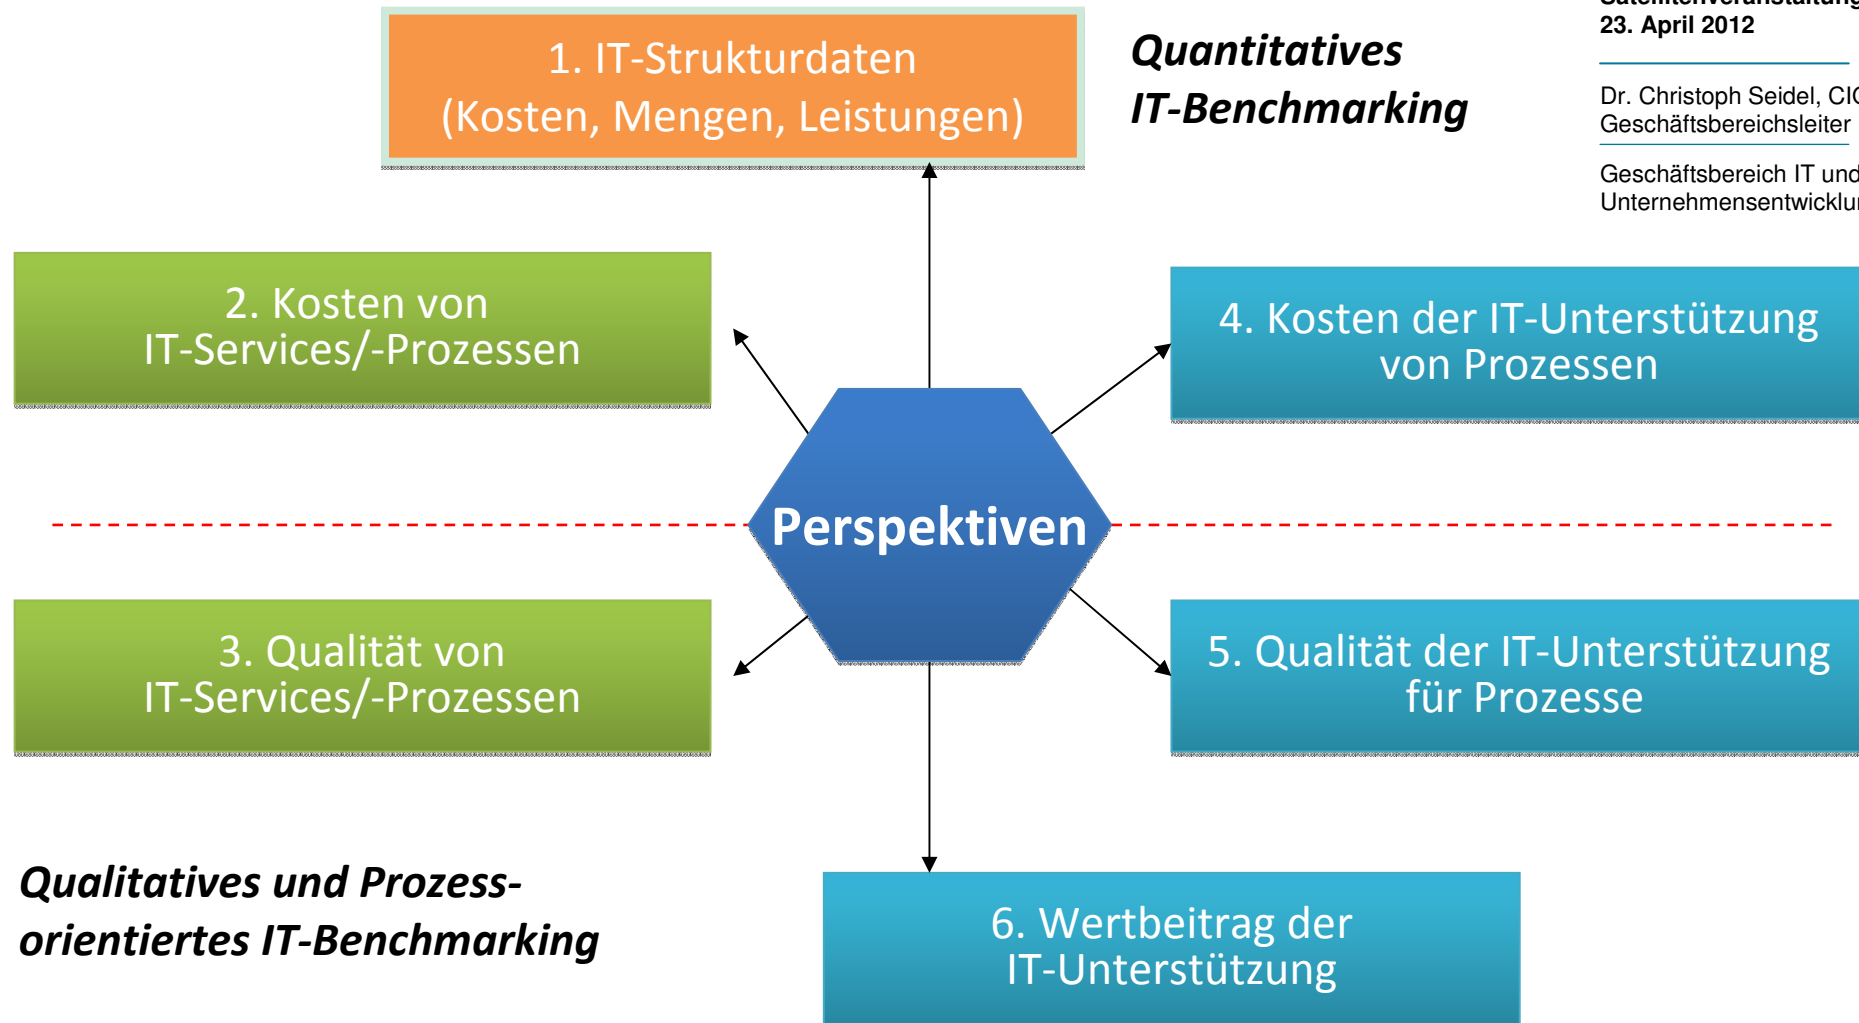 1. IT-Strukturdaten
(Kosten, Mengen, Leistungen)
Quantitatives
IT-Benchmarking
23. April 2012
Dr. Christoph Seidel,
Geschäftsbereichsleiter
Geschäftsbereich IT und
2. Kosten von
IT-Services/-Prozessen
4. Kosten der IT-Unterstützung
von Prozessen
Perspektiven
3. Qualität von
IT-Services/-Prozessen
5. Qualität der IT-Unterstützung
für Prozesse
Qualitatives und Prozess-
orientiertes IT-Benchmarking
6. Wertbeitrag der
IT-Unterstützung